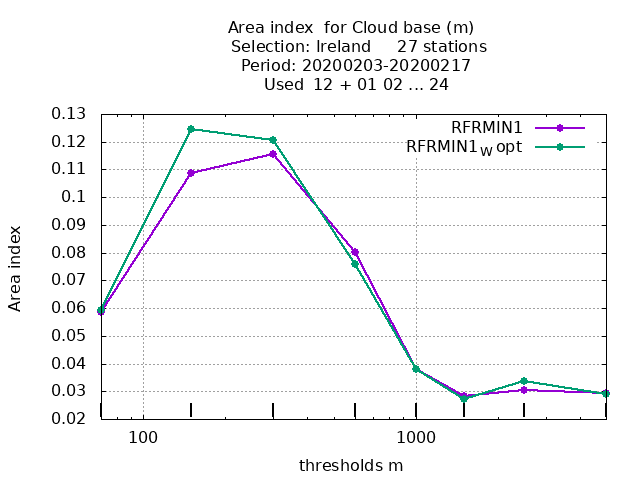 Area index  for Cloud base (m)
Selection: Ireland     27 stations
Period: 20200203-20200217
Used  12 + 01 02 ... 24
RFRMIN1
RFRMIN1W opt
0.13
0.12
0.11
0.1
0.09
0.08
0.07
0.06
0.05
0.04
0.03
0.02
Area index
100
1000
thresholds m